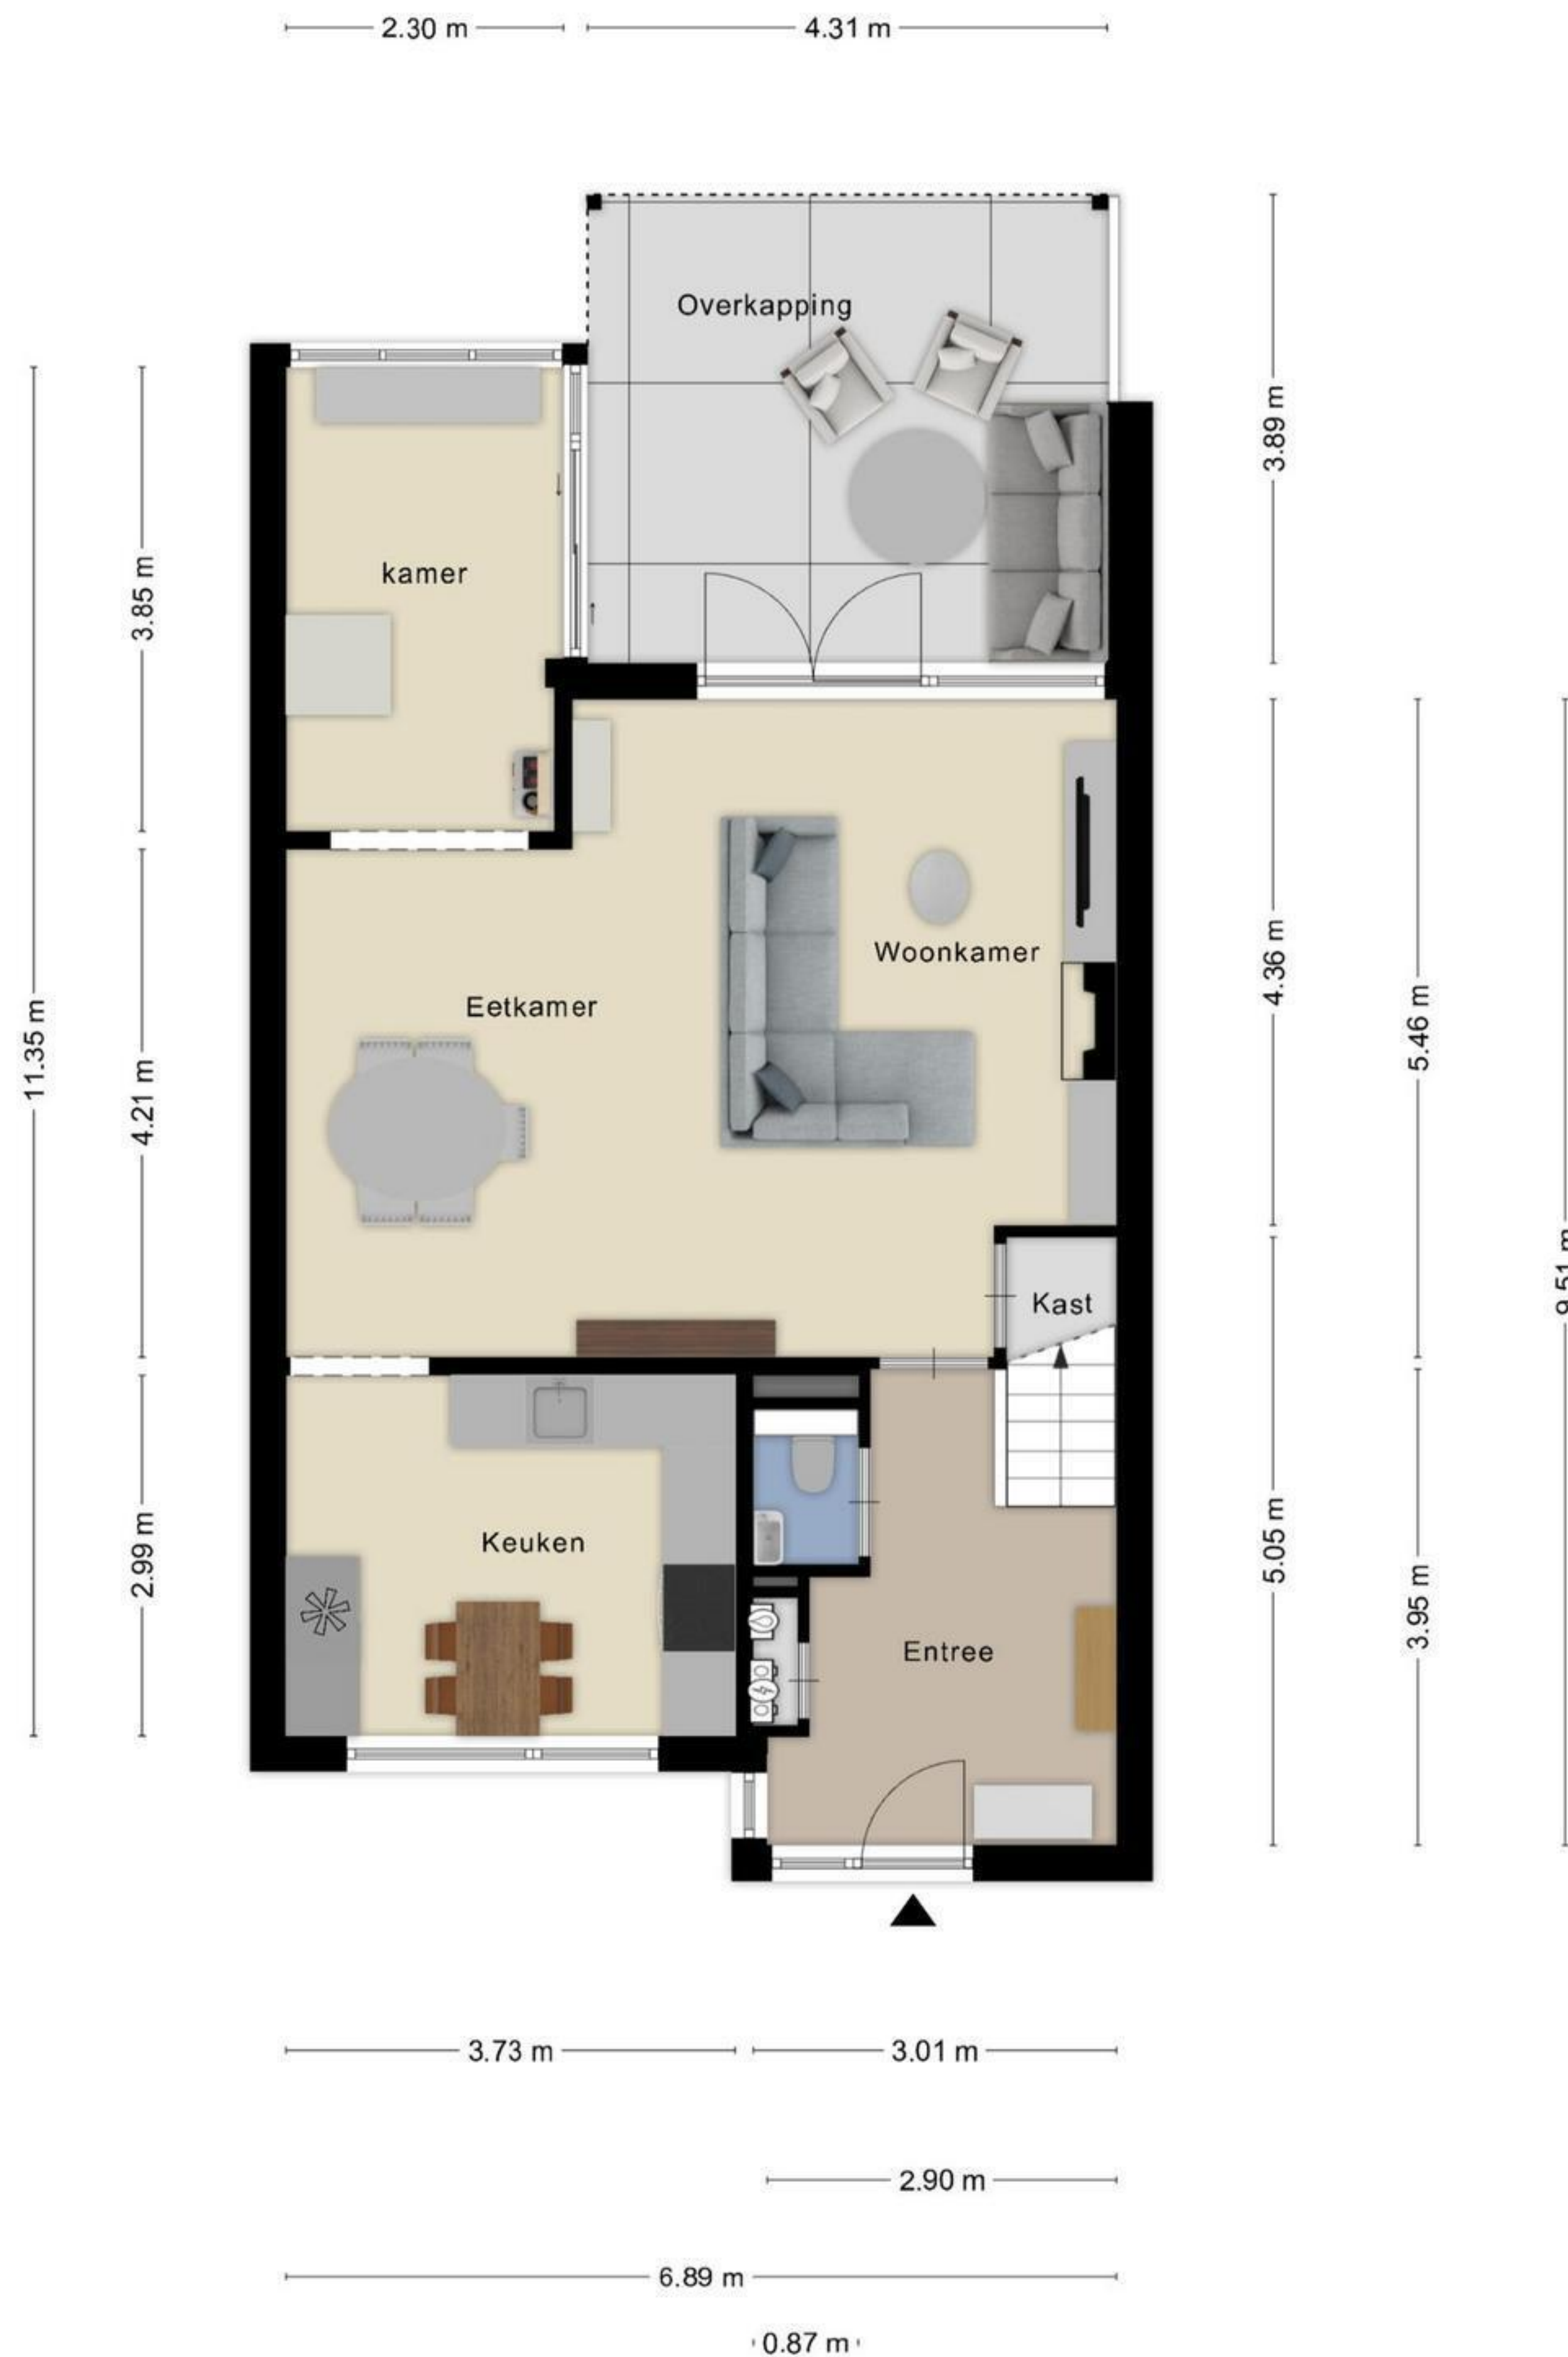 2.30 m
4.31 m
Overkapping
3.89 m
kamer
3.85 m
Woonkamer
4.36 m
Eetkamer
5.46 m
11.35 m
4.21 m
9.51 m
Kast
Keuken
2.99 m
5.05 m
3.95 m
Entree
3.73 m
3.01 m
2.90 m
6.89 m
0.87 m